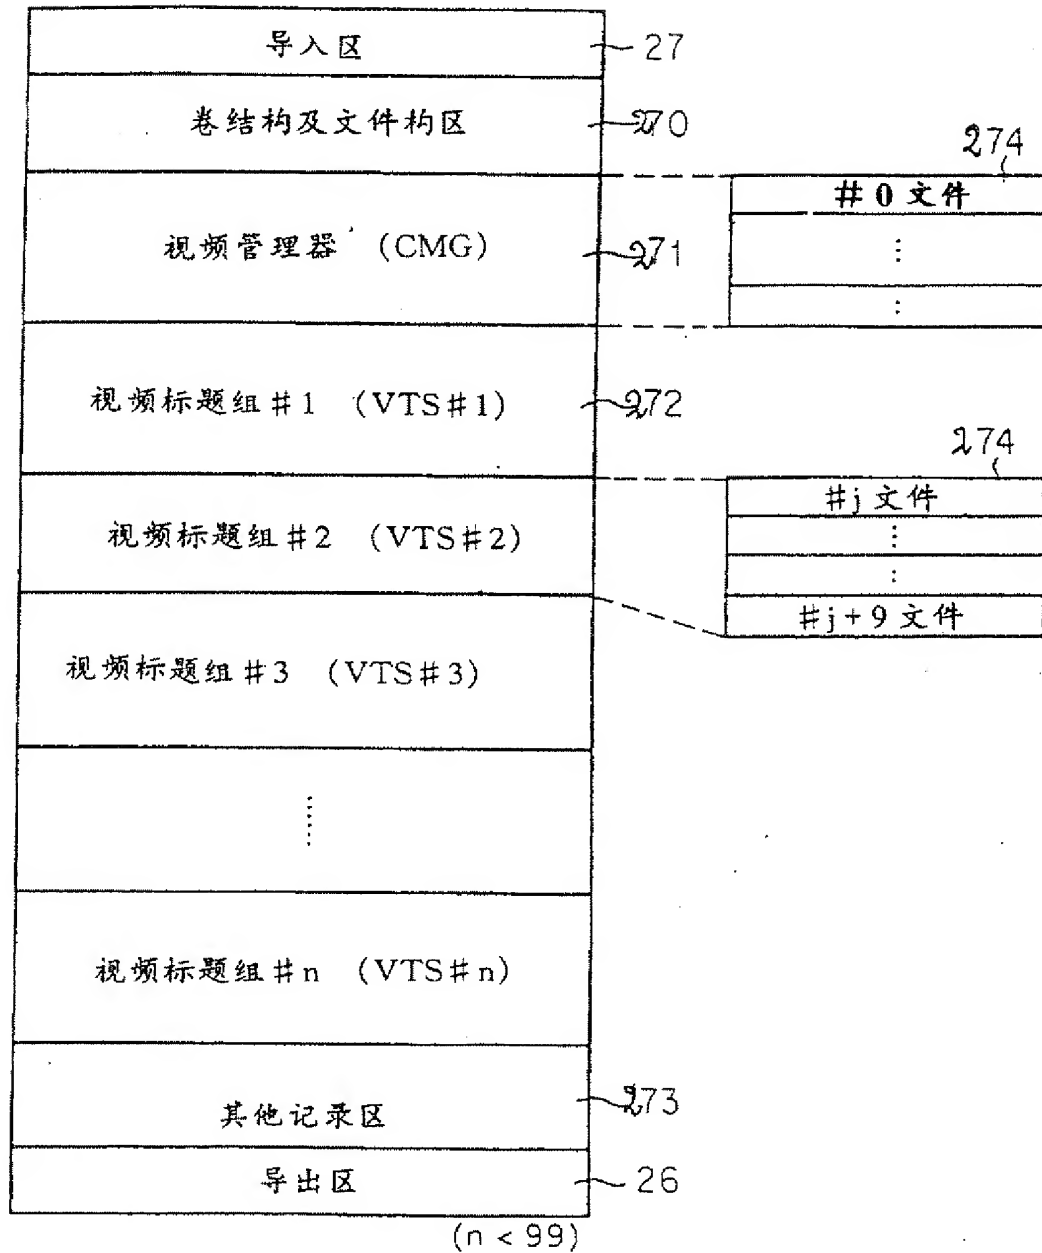 导入区 27
卷结构及文件构区 270
274
#0文件
⋮
:
视频管理器 (CMG) 271
视频标题组#1 (VTS#1) 272
274
#j文件
⋮
:
#j+9文件
视频标题组#2 (VTS#2)
视频标题组#3 (VTS#3)
⋮
视频标题组#n (VTS#n)
其他记录区 273
导出区 26
(n < 99)